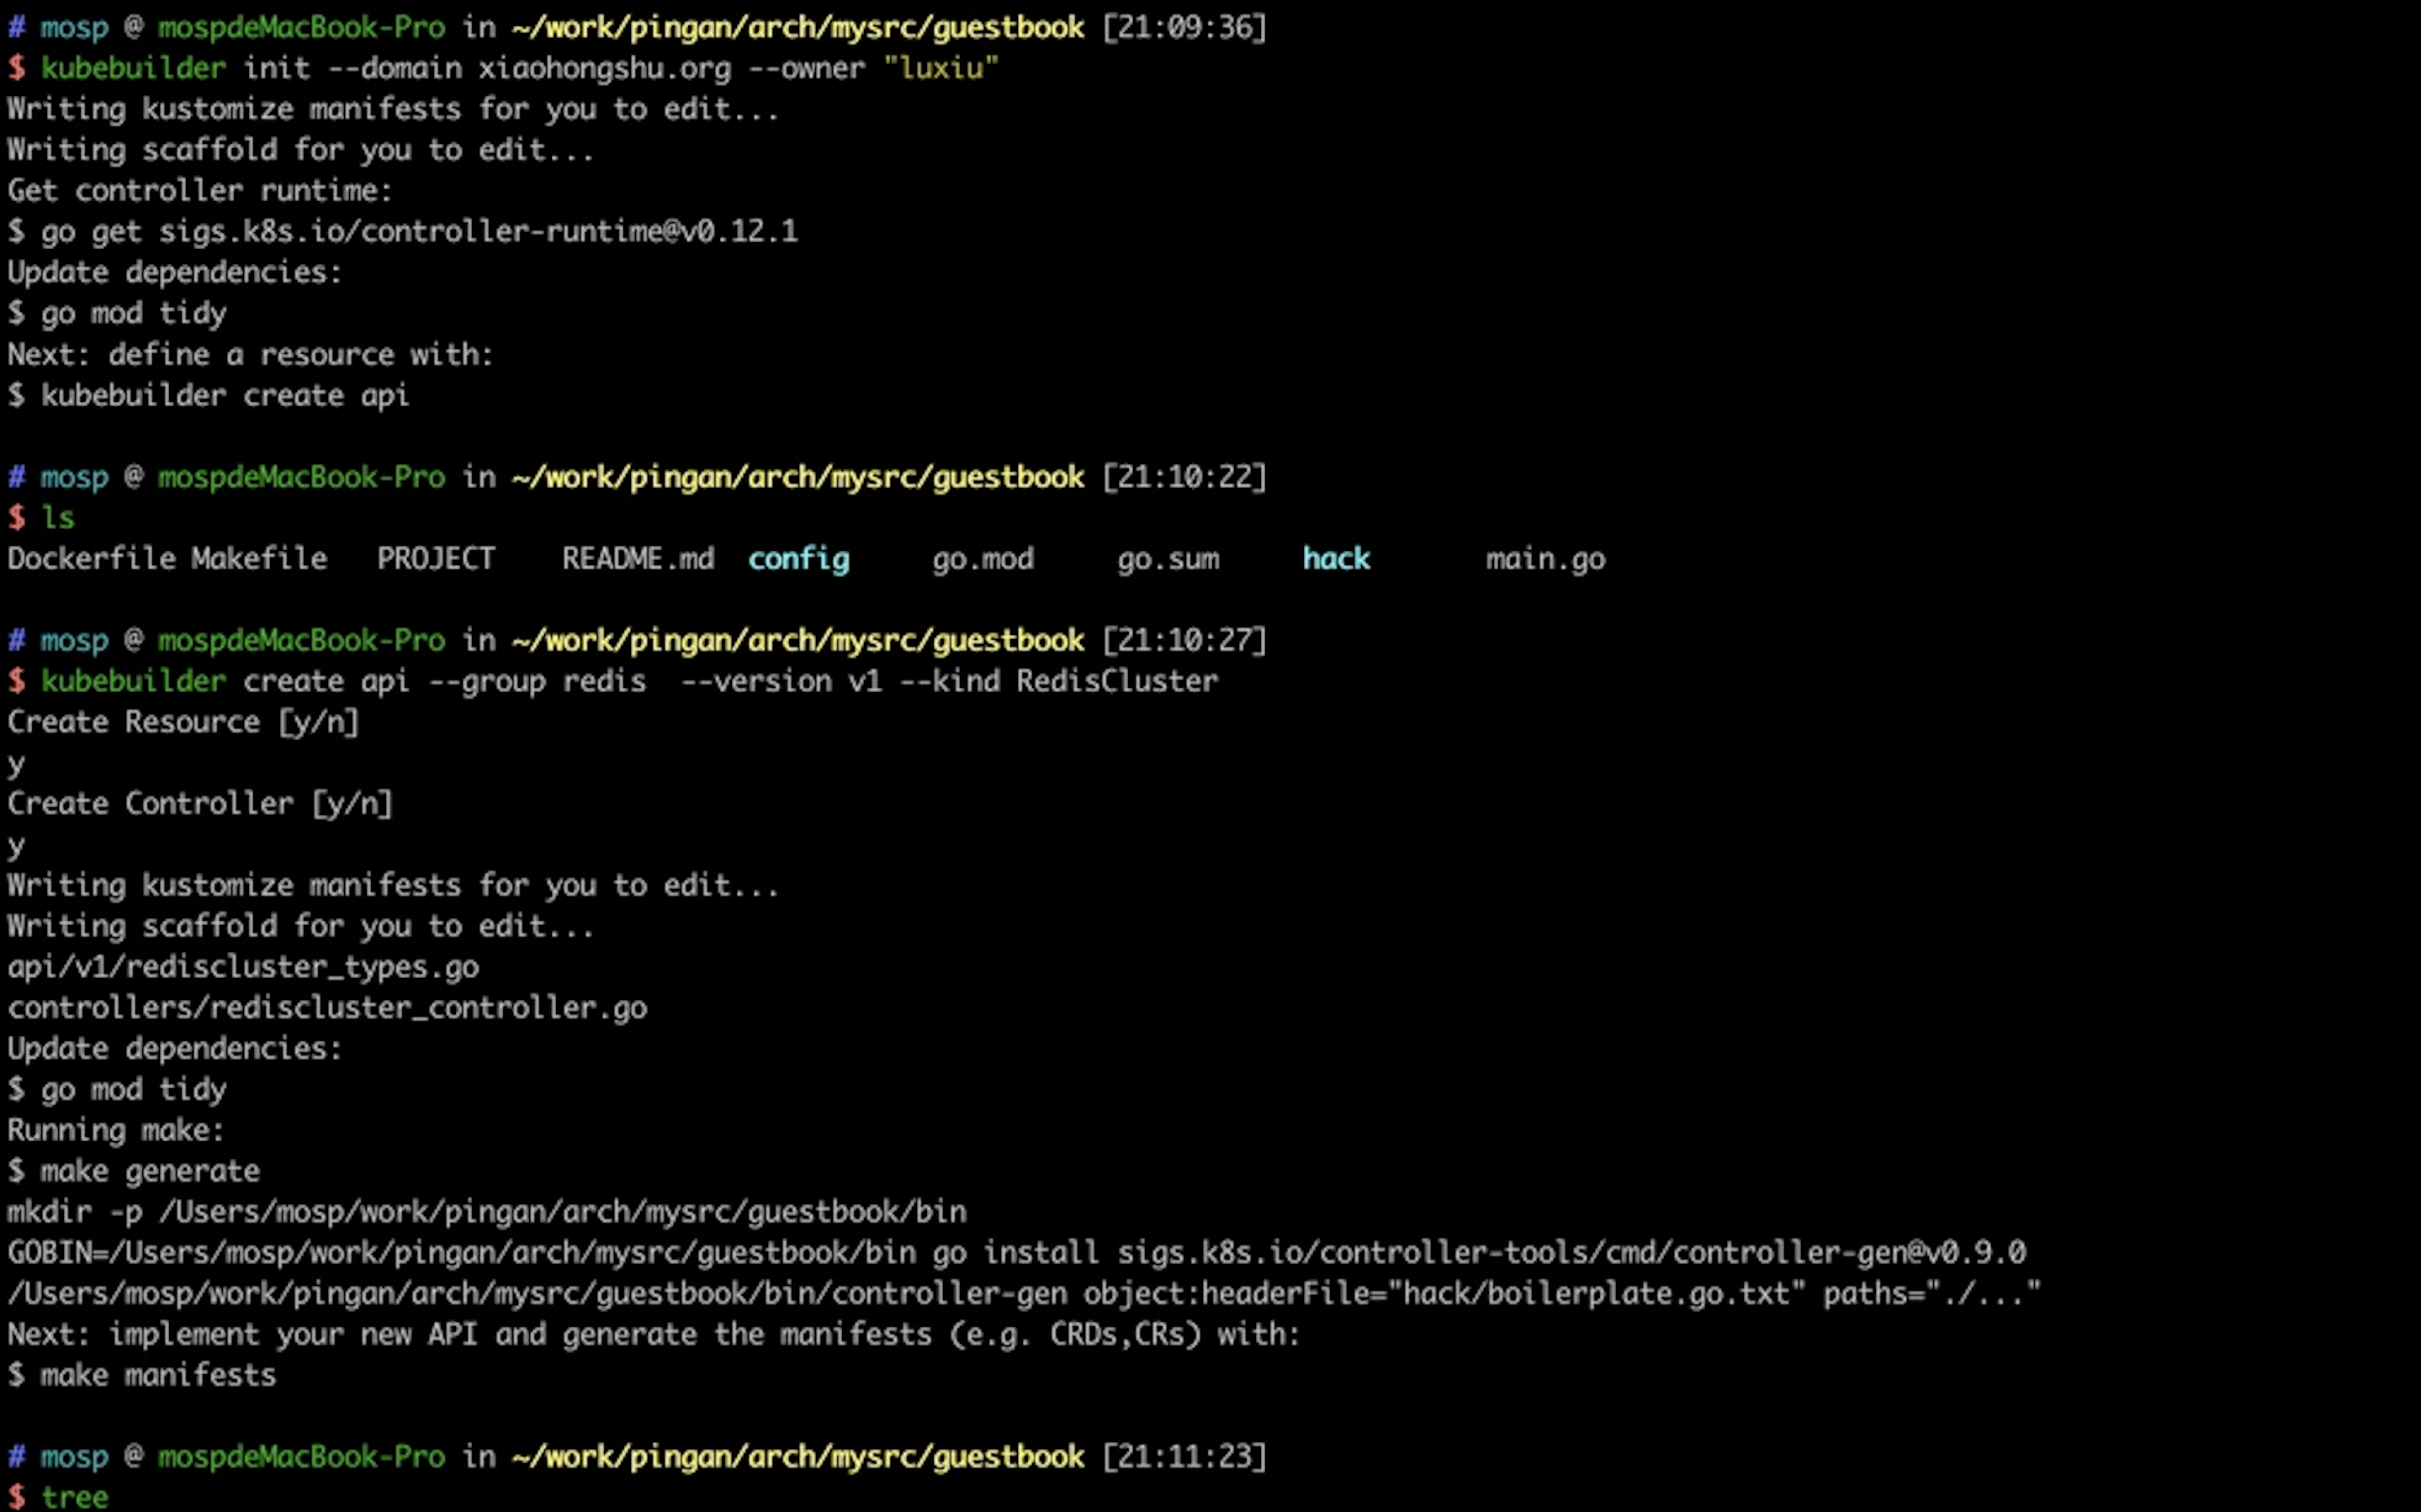 # mosp @ mospdeMacBook-Pro in ~/work/pingan/arch/mysrc/guestbook [21:09:36]
$ kubebuilder init --domain xiaohongshu.org --owner "luxiu"
Writing kustomize manifests for you to edit...
Writing scaffold for you to edit...
Get controller runtime:
$ go get sigs.k8s.io/controller-runtime@v0.12.1
Update dependencies:
$ go mod tidy
Next: define a resource with:
$ kubebuilder create api
# mosp @ mospdeMacBook-Pro in ~/work/pingan/arch/mysrc/guestbook [21:10:22]
$ ls
Dockerfile Makefile   PROJECT    README.md  config     go.mod     go.sum     hack       main.go
# mosp @ mospdeMacBook-Pro in ~/work/pingan/arch/mysrc/guestbook [21:10:27]
$ kubebuilder create api --group redis  --version v1 --kind RedisCluster
Create Resource [y/n]
y
Create Controller [y/n]
y
Writing kustomize manifests for you to edit...
Writing scaffold for you to edit...
api/v1/rediscluster_types.go
controllers/rediscluster_controller.go
Update dependencies:
$ go mod tidy
Running make:
$ make generate
mkdir -p /Users/mosp/work/pingan/arch/mysrc/guestbook/bin
GOBIN=/Users/mosp/work/pingan/arch/mysrc/guestbook/bin go install sigs.k8s.io/controller-tools/cmd/controller-gen@v0.9.0
/Users/mosp/work/pingan/arch/mysrc/guestbook/bin/controller-gen object:headerFile="hack/boilerplate.go.txt" paths="./..."
Next: implement your new API and generate the manifests (e.g. CRDs,CRs) with:
$ make manifests
# mosp @ mospdeMacBook-Pro in ~/work/pingan/arch/mysrc/guestbook [21:11:23]
$ tree